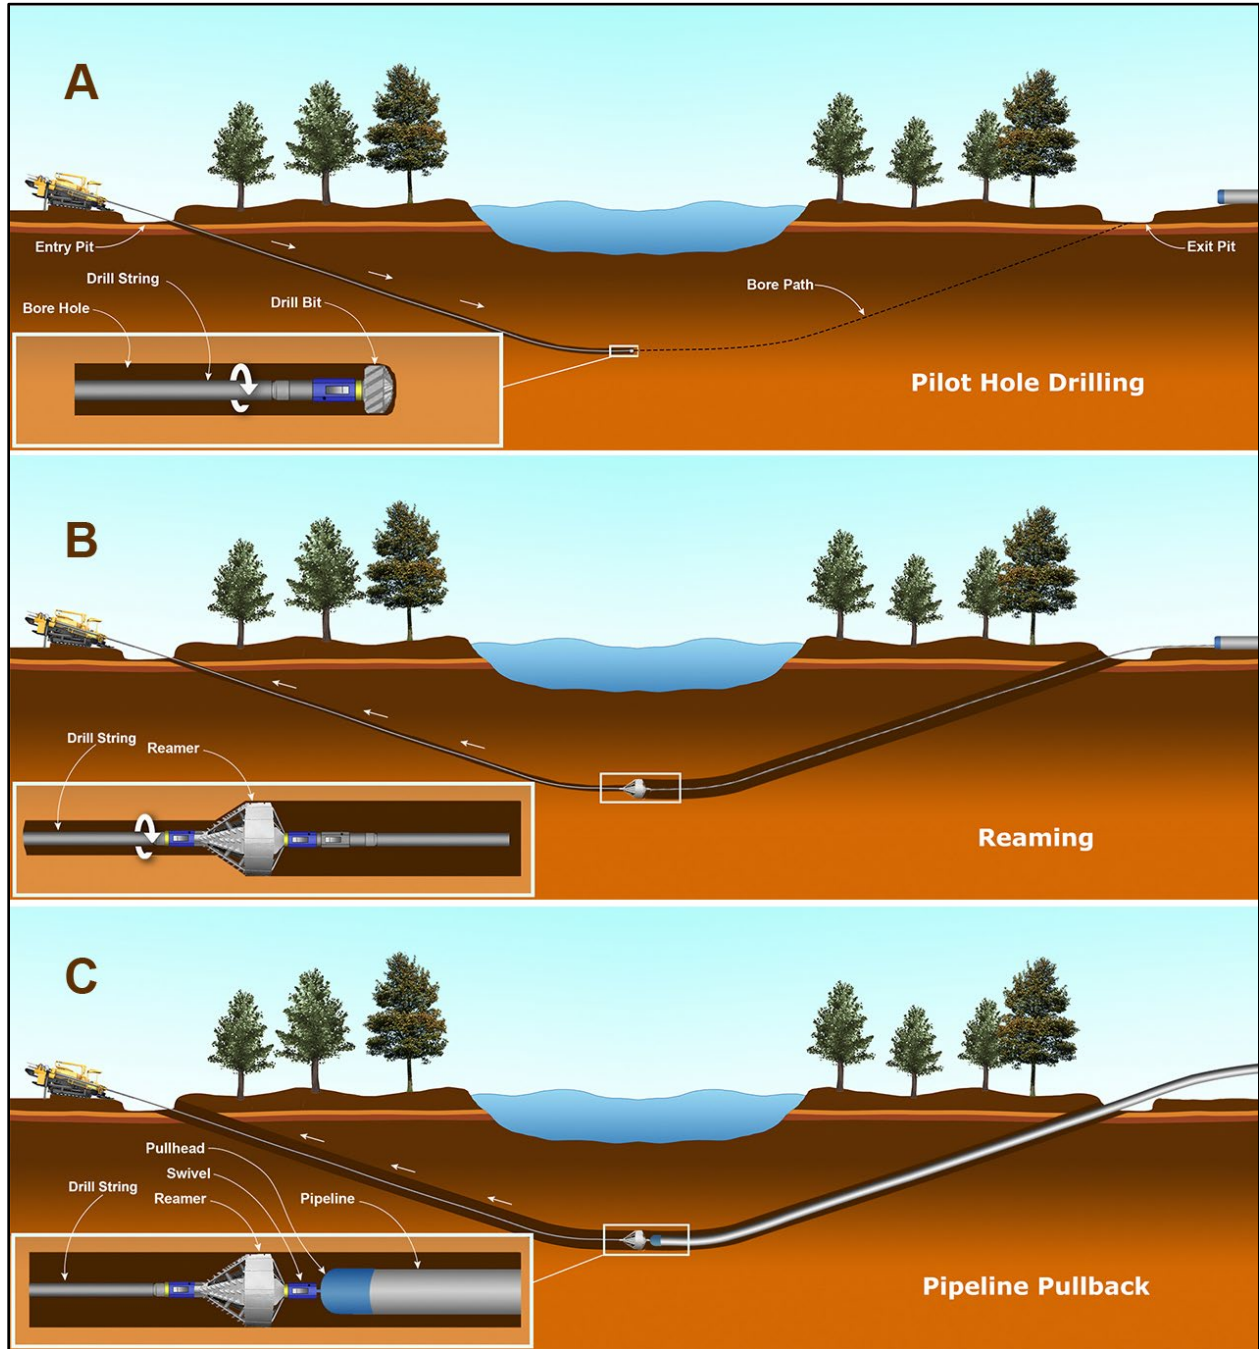 A
Entry Pit
Exit Pit
Drill String
Bore Path
Bore Hole
Drill Bit
Pilot Hole Drilling
B
Drill String
Reamer
Reaming
C
Pullhead
Swivel
Drill String
Reamer
Pipeline
Pipeline Pullback